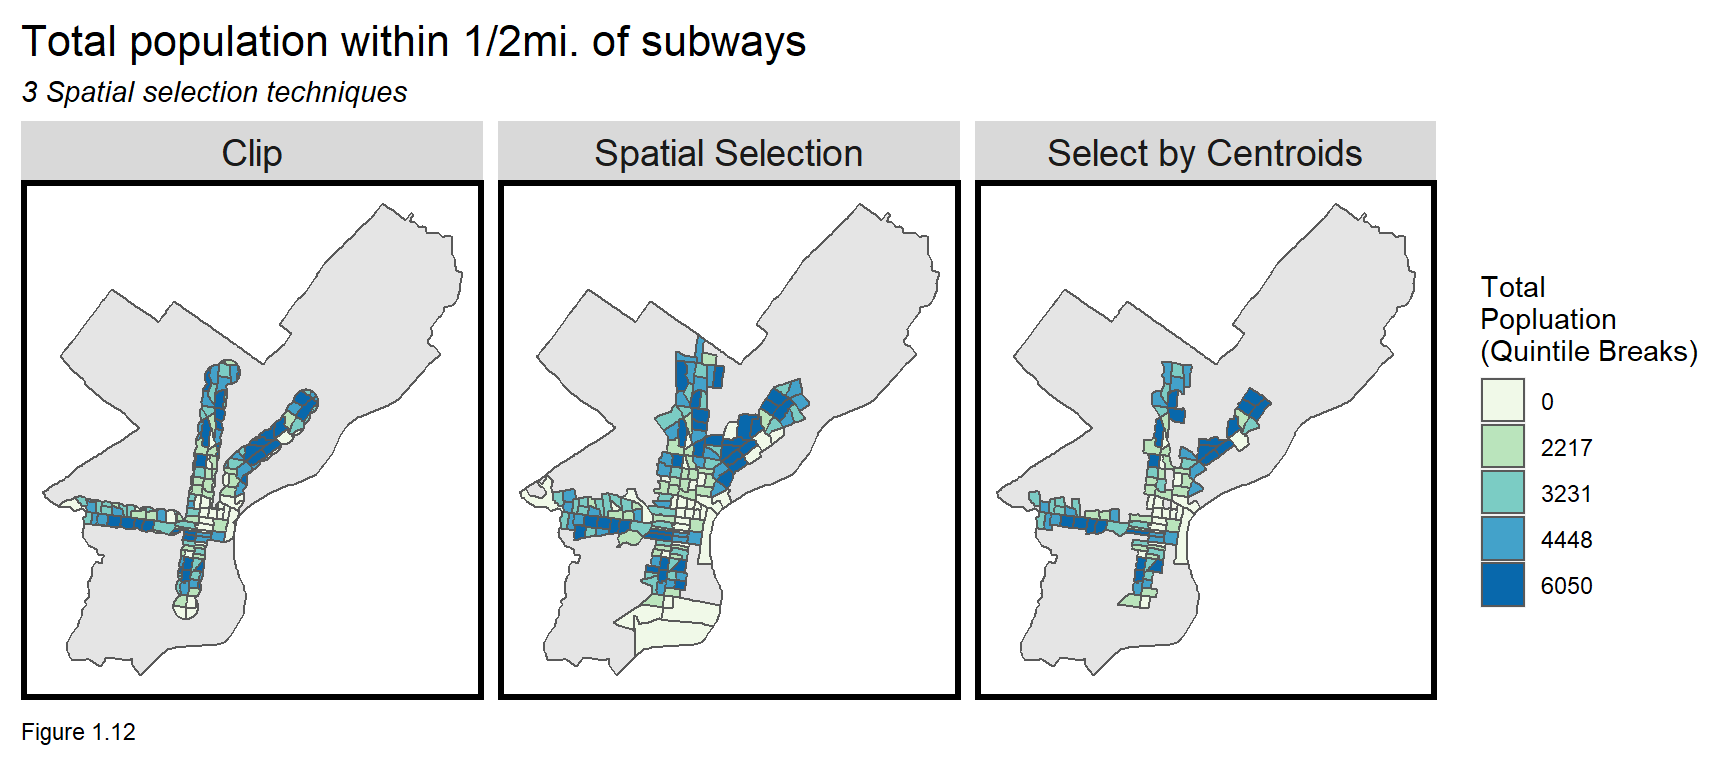 Total population within 1/2mi. of subways
3 Spatial selection techniques
Clip
Spatial Selection
Select by Centroids
Total
Popluation
(Quintile Breaks)
0
2217
3231
4448
6050
Figure 1.12